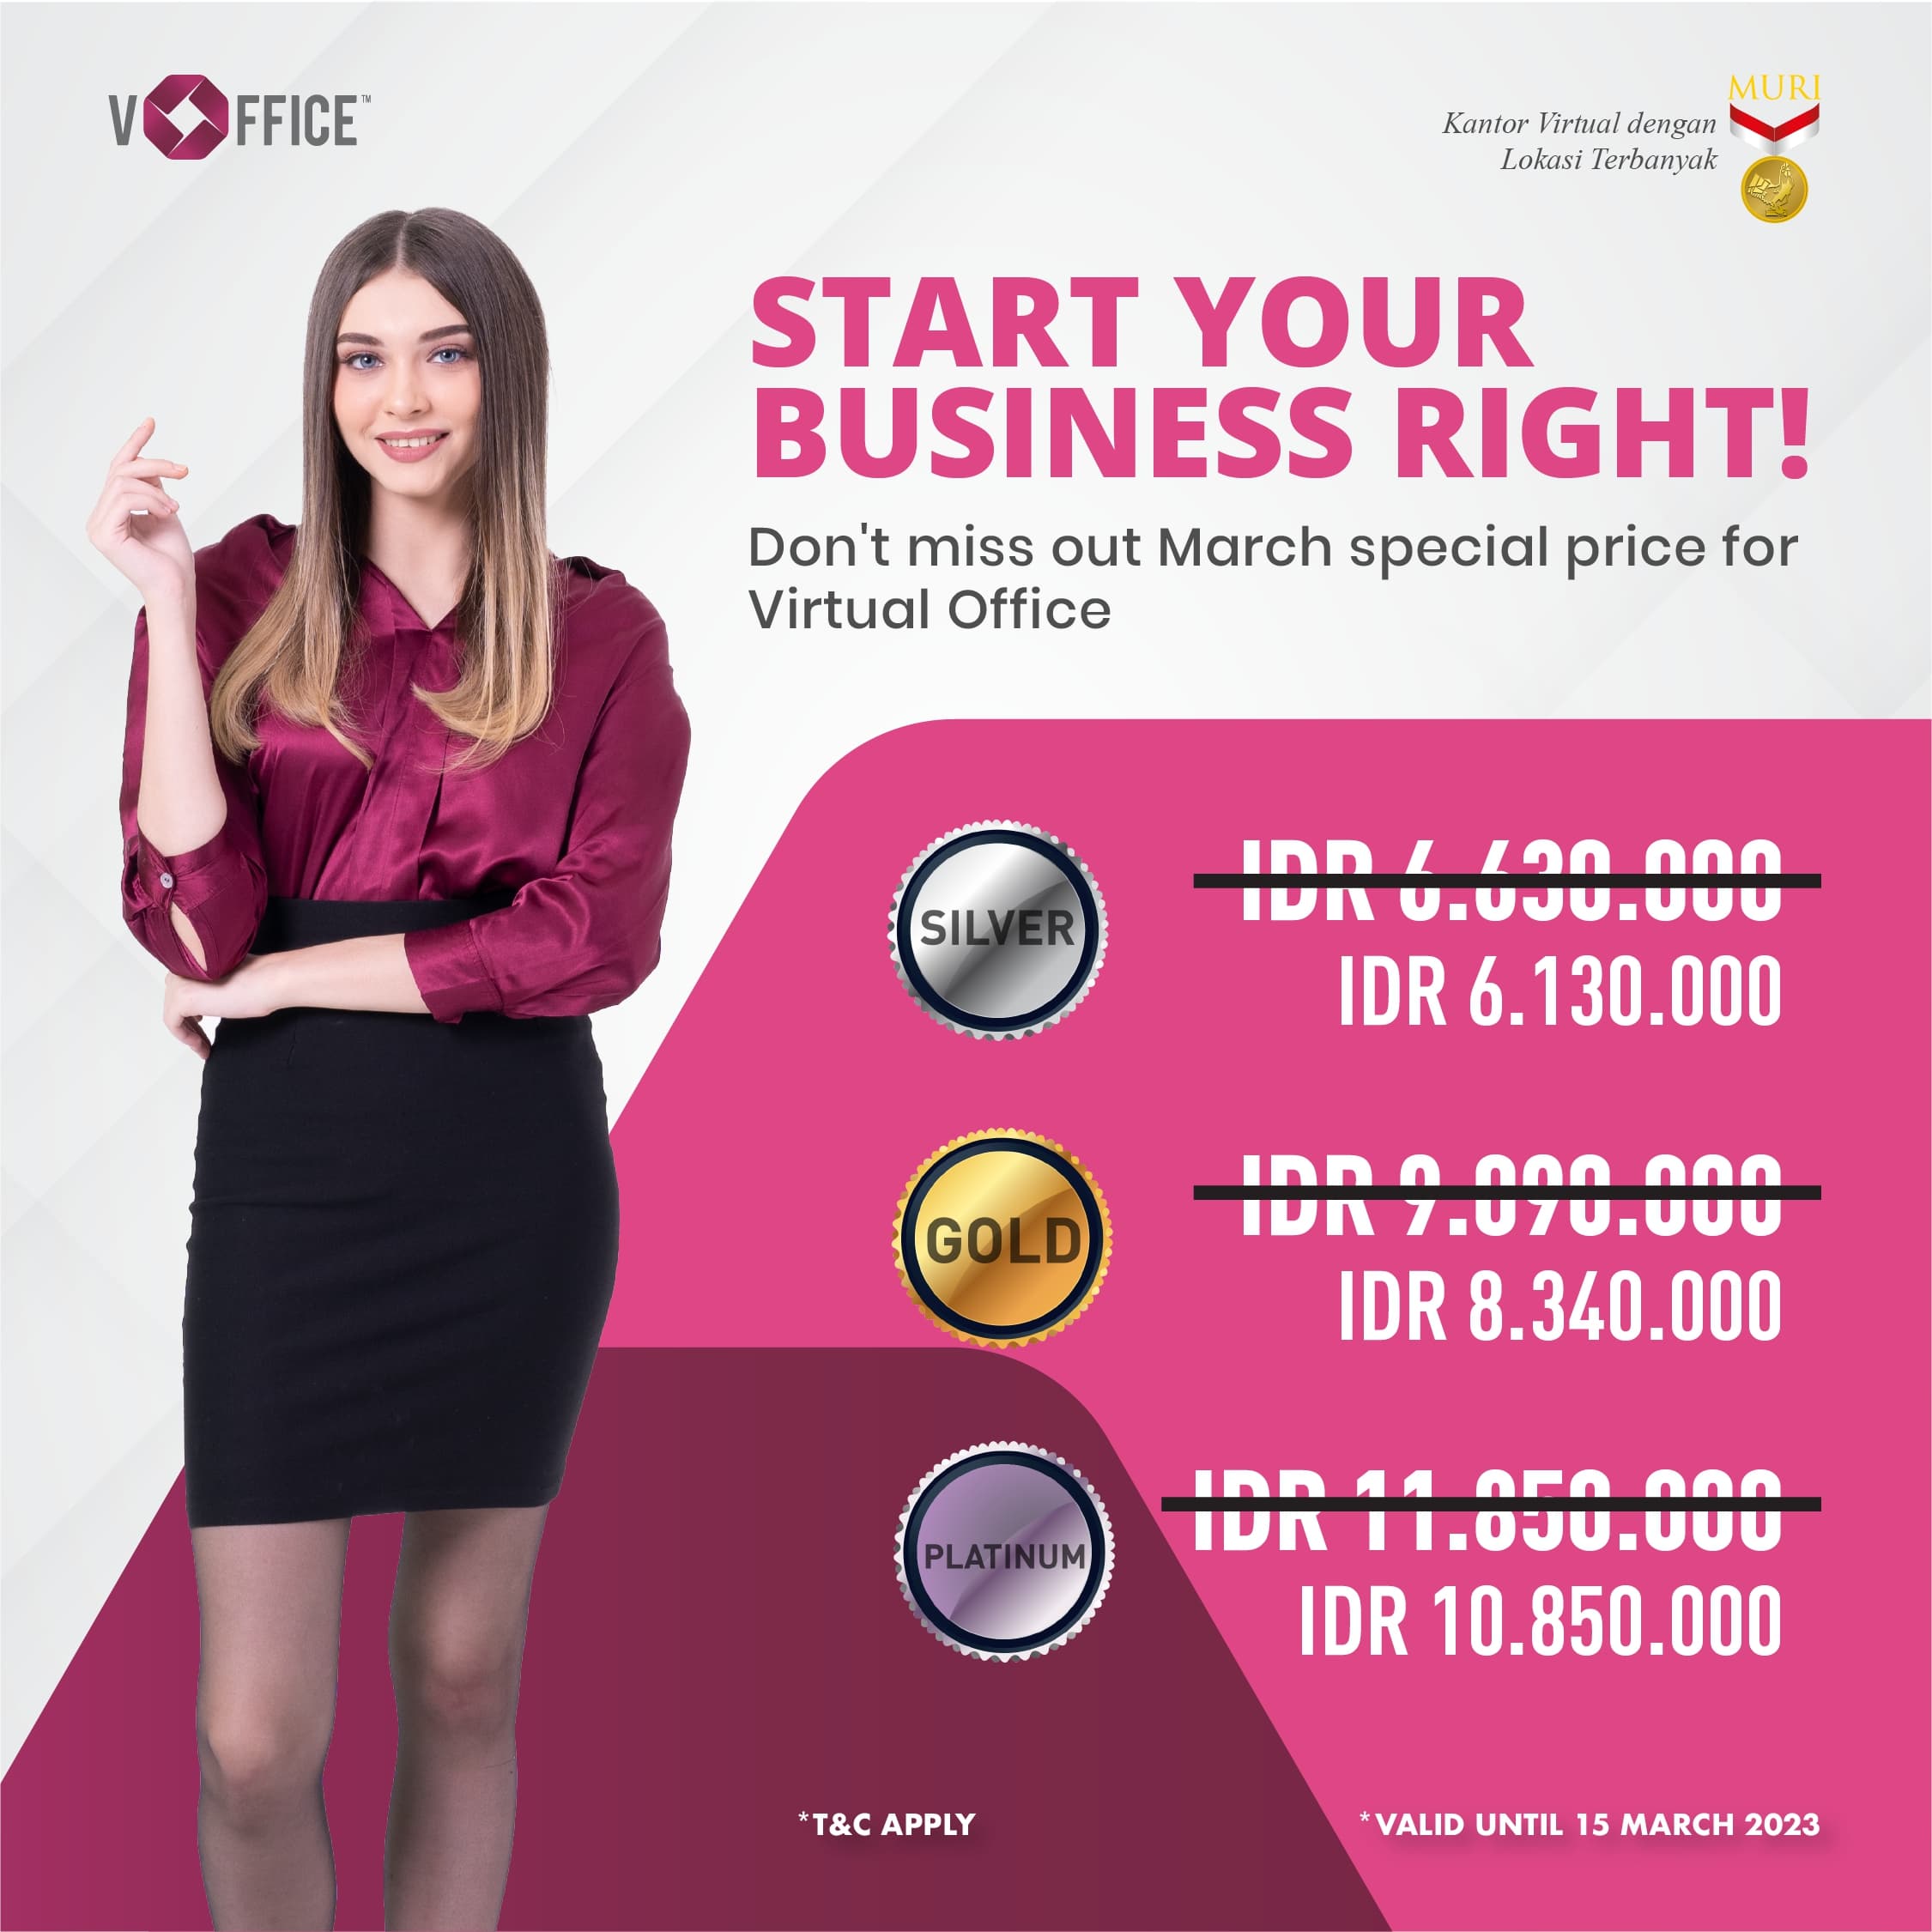 VOFFICE™
MURI
Kantor Virtual dengan
Lokasi Terbanyak
START YOUR
BUSINESS RIGHT!
Don't miss out March special price for
Virtual Office
SILVER
IDR 6.630.000
IDR 6.130.000
GOLD
IDR 9.090.000
IDR 8.340.000
PLATINUM
IDR 11.850.000
IDR 10.850.000
*T&C APPLY
*VALID UNTIL 15 MARCH 2023